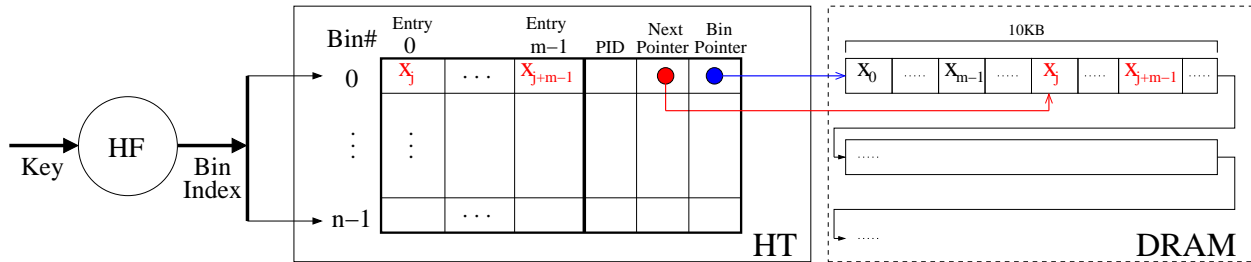 Key
HF
Bin
Index
Bin#
0
n−1
Entry
0
Entry
m−1
PID
Next
Pointer
Bin
Pointer
X_j
. . .
X_{j+m−1}
. . .
. . .
. . .
HT
10KB
X_0
.....
X_{m−1}
.....
X_j
.....
X_{j+m−1}
.....
.....
.....
DRAM